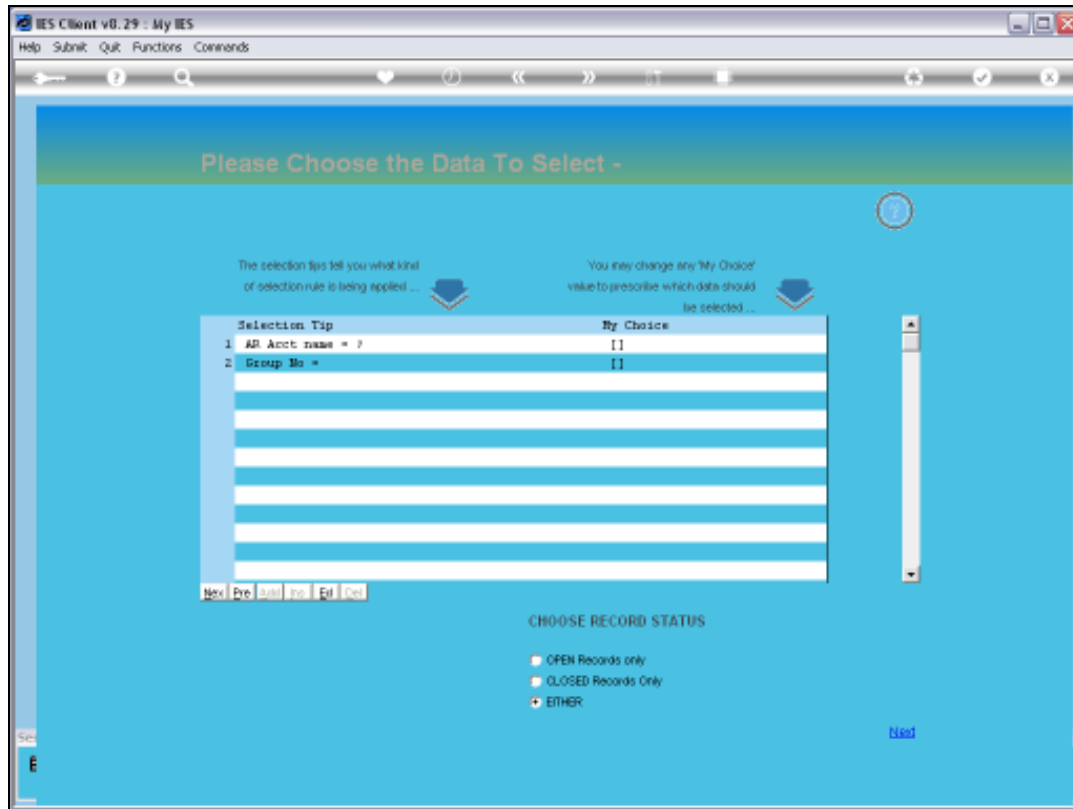 IES Client v8.29 : My IES
Help Submit Quit Functions Commands
Please Choose the Data To Select -
The selection tips tell you what kind
of selection rule is being applied ...
You may change any 'My Choice'
value to prescribe which data should
be selected ...
Selection Tip My Choice
1 AR Acct name = ? []
2 Group No = []
Nex Pre Add Ins Edi Del
CHOOSE RECORD STATUS
OPEN Records only
CLOSED Records Only
EITHER
Next